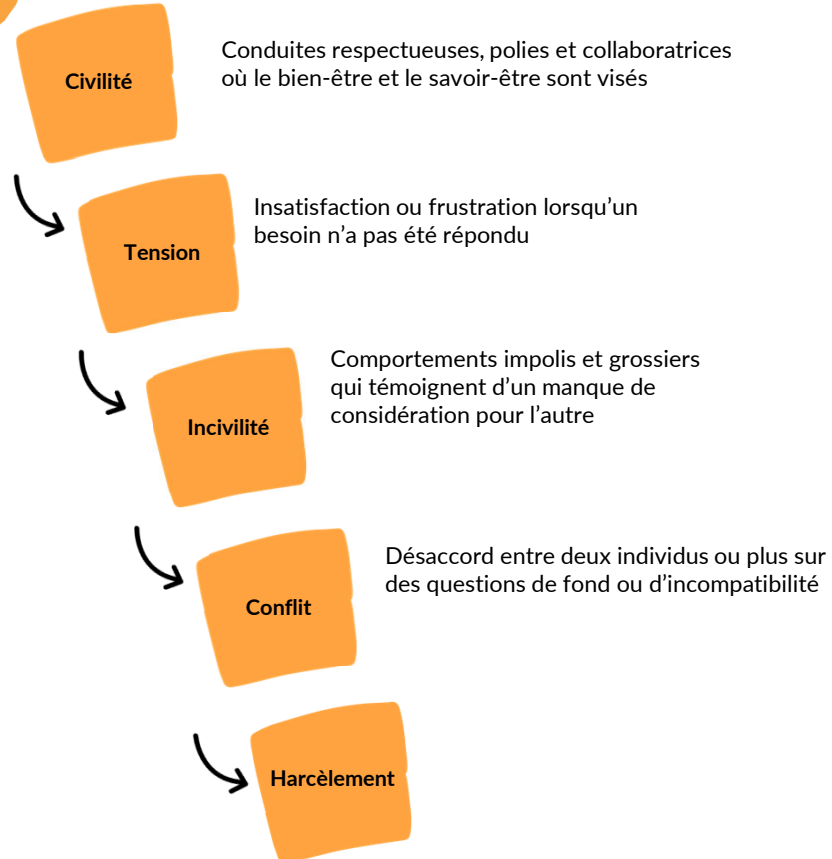 Civilité
Conduites respectueuses, polies et collaboratrices
où le bien-être et le savoir-être sont visés
Tension
Insatisfaction ou frustration lorsqu’un
besoin n’a pas été répondu
Incivilité
Comportements impolis et grossiers
qui témoignent d’un manque de
considération pour l’autre
Conflit
Désaccord entre deux individus ou plus sur
des questions de fond ou d’incompatibilité
Harcèlement